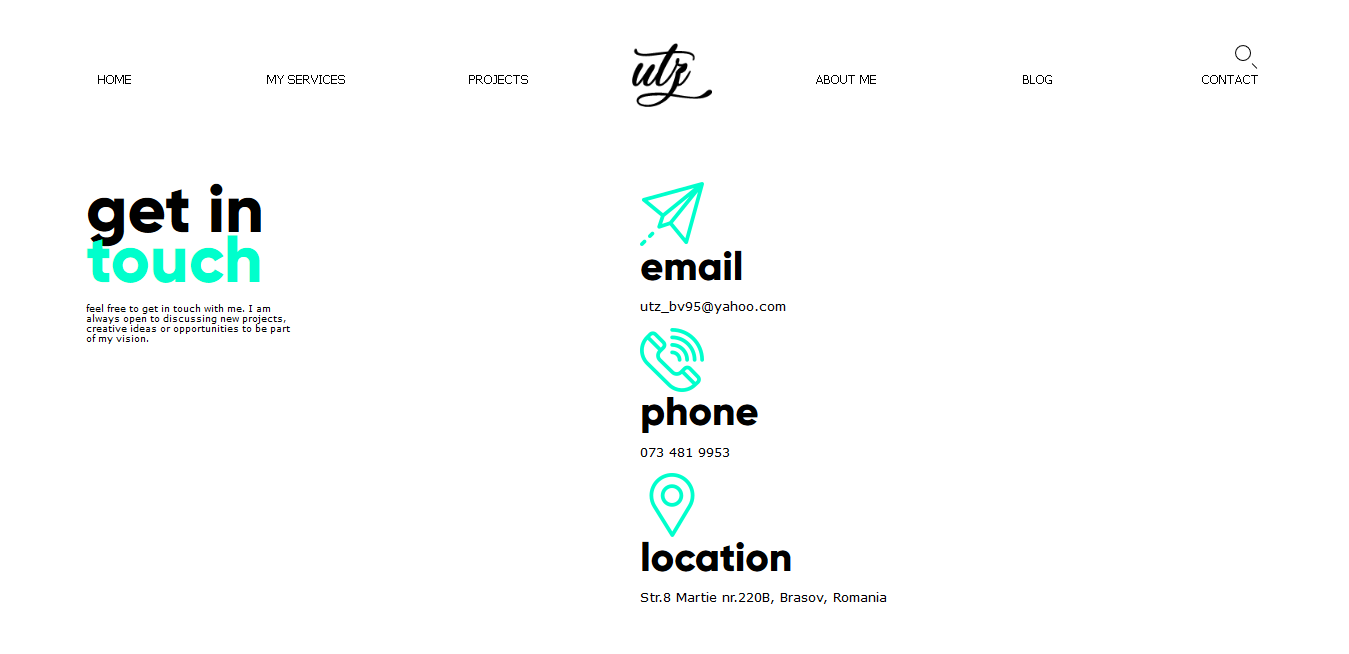 HOME MY SERVICES PROJECTS utz ABOUT ME BLOG CONTACT
get in
touch
feel free to get in touch with me. I am
always open to discussing new projects,
creative ideas or opportunities to be part
of my vision.
email
utz_bv95@yahoo.com
phone
073 481 9953
location
Str.8 Martie nr.220B, Brasov, Romania